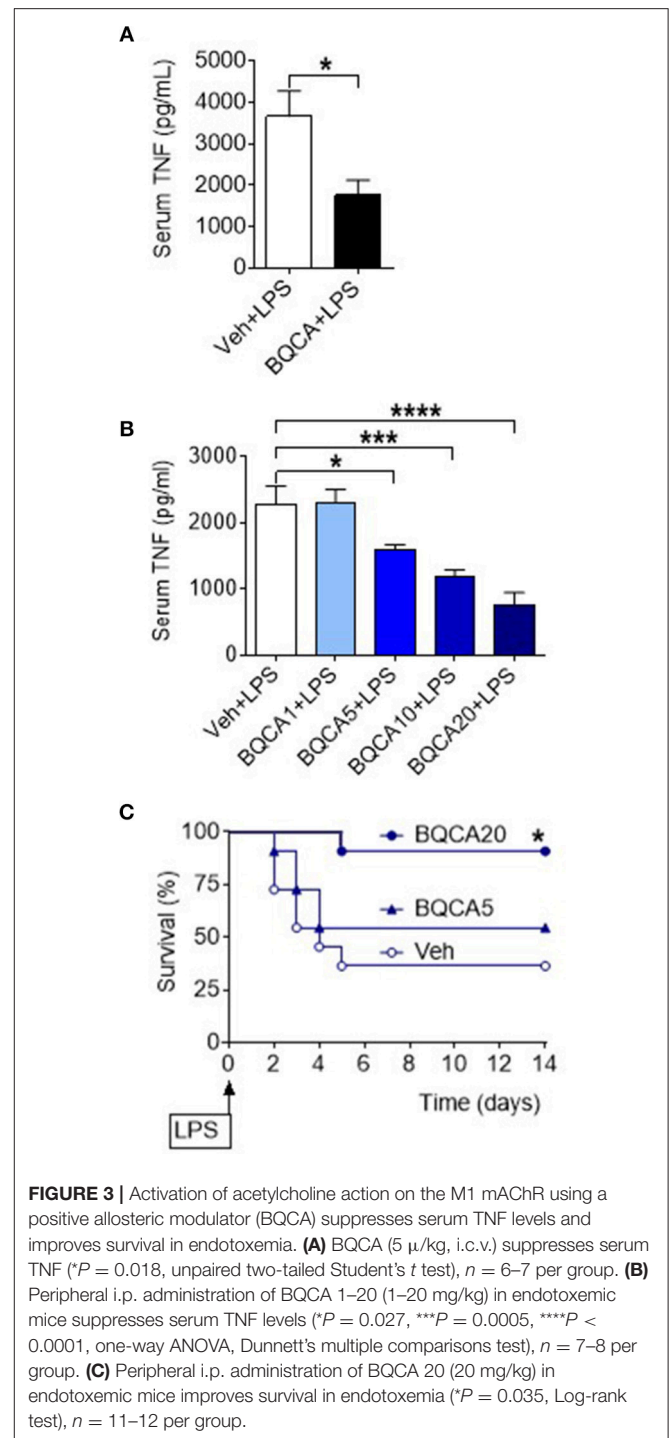 A
Serum TNF (pg/mL)
5000
4000
3000
2000
1000
0
*
Veh+LPS
BQCA+LPS
B
Serum TNF (pg/ml)
3000
2000
1000
0
****
***
*
Veh+LPS
BQCA1+LPS
BQCA5+LPS
BQCA10+LPS
BQCA20+LPS
C
Survival (%)
100
75
50
25
0
BQCA20
*
BQCA5
Veh
0 2 4 6 8 10 12 14
Time (days)
LPS
FIGURE 3 | Activation of acetylcholine action on the M1 mAChR using a
positive allosteric modulator (BQCA) suppresses serum TNF levels and
improves survival in endotoxemia. (A) BQCA (5 μ/kg, i.c.v.) suppresses serum
TNF (*P = 0.018, unpaired two-tailed Student's t test), n = 6–7 per group. (B)
Peripheral i.p. administration of BQCA 1–20 (1–20 mg/kg) in endotoxemic
mice suppresses serum TNF levels (*P = 0.027, ***P = 0.0005, ****P <
0.0001, one-way ANOVA, Dunnett's multiple comparisons test), n = 7–8 per
group. (C) Peripheral i.p. administration of BQCA 20 (20 mg/kg) in
endotoxemic mice improves survival in endotoxemia (*P = 0.035, Log-rank
test), n = 11–12 per group.